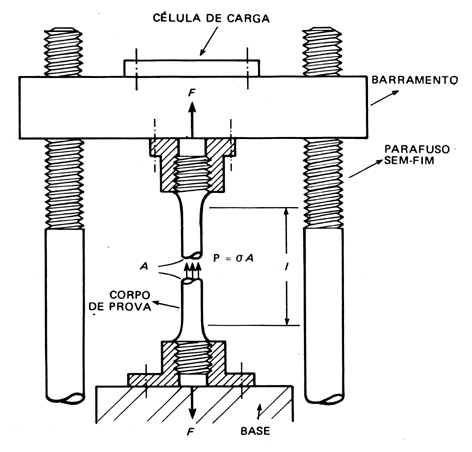 CÉLULA DE CARGA
BARRAMENTO
F
PARAFUSO
SEM-FIM
A
P = σA
l
CORPO
DE PROVA
F
BASE